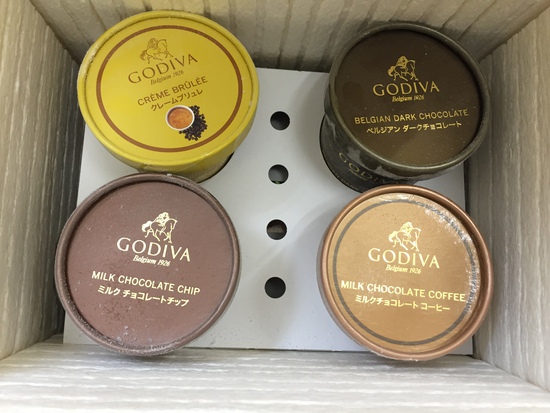 GODIVA
Belgium 1926
CRÈME BRÛLÉE
クレームブリュレ
GODIVA
Belgium 1926
BELGIAN DARK CHOCOLATE
ベルジアン ダークチョコレート
GODIVA
GODIVA
Belgium 1926
MILK CHOCOLATE CHIP
ミルク チョコレートチップ
GODIVA
Belgium 1926
MILK CHOCOLATE COFFEE
ミルクチョコレート コーヒー